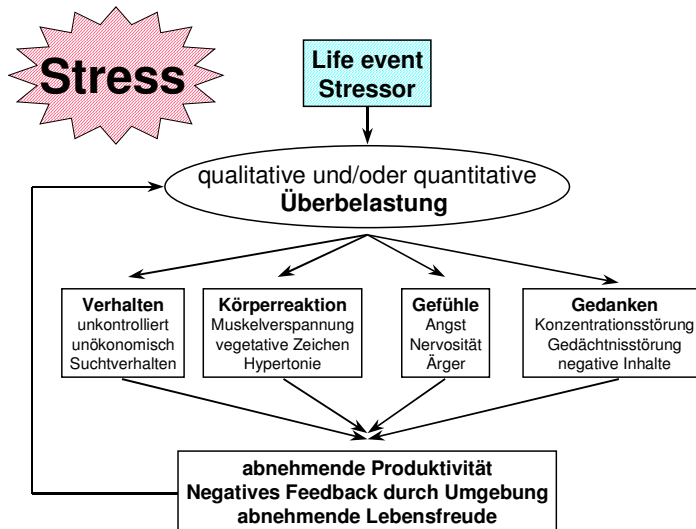 Stress
Life event
Stressor
qualitative und/oder quantitative
Überbelastung
Verhalten
unkontrolliert
unökonomisch
Suchtverhalten
Körperreaktion
Muskelverspannung
vegetative Zeichen
Hypertonie
Gefühle
Angst
Nervosität
Ärger
Gedanken
Konzentrationsstörung
Gedächtnisstörung
negative Inhalte
abnehmende Produktivität
Negatives Feedback durch Umgebung
abnehmende Lebensfreude